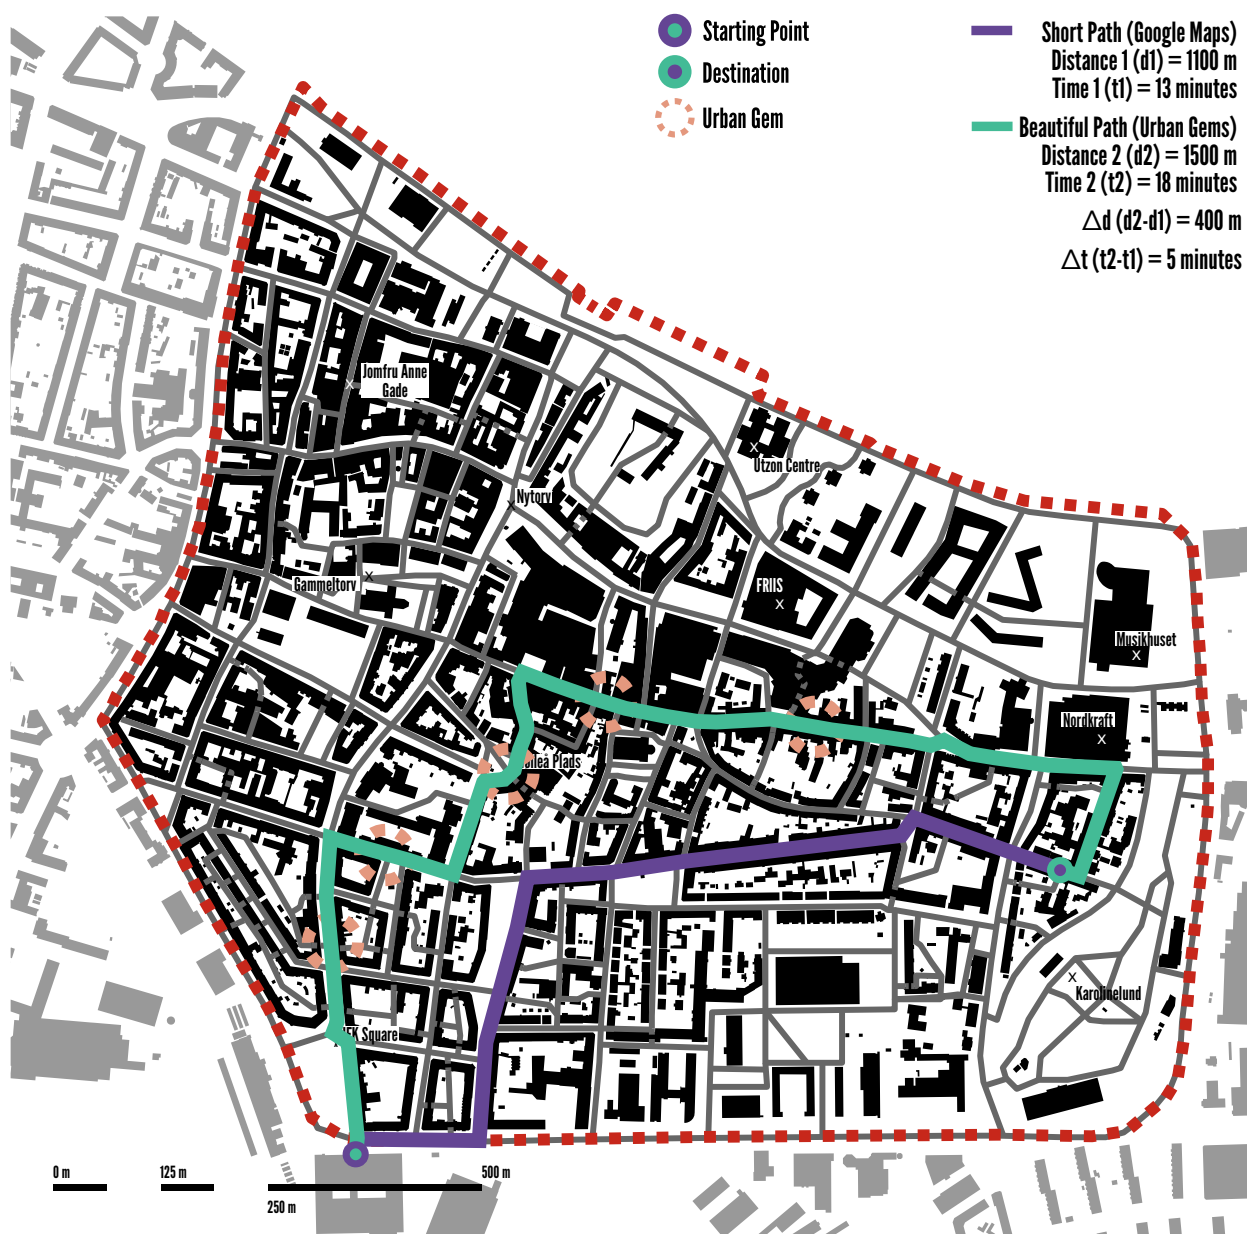 Starting Point
Destination
Urban Gem
Short Path (Google Maps)
Distance 1 (d1) = 1100 m
Time 1 (t1) = 13 minutes
Beautiful Path (Urban Gems)
Distance 2 (d2) = 1500 m
Time 2 (t2) = 18 minutes
△d (d2-d1) = 400 m
△t (t2-t1) = 5 minutes
Jomfru Anne
Gade
Utzon Centre
Nytorv
Gammeltorv
FRIIS
Musikhuset
Nordkraft
Plads
Karolinelund
Square
0 m
125 m
500 m
250 m